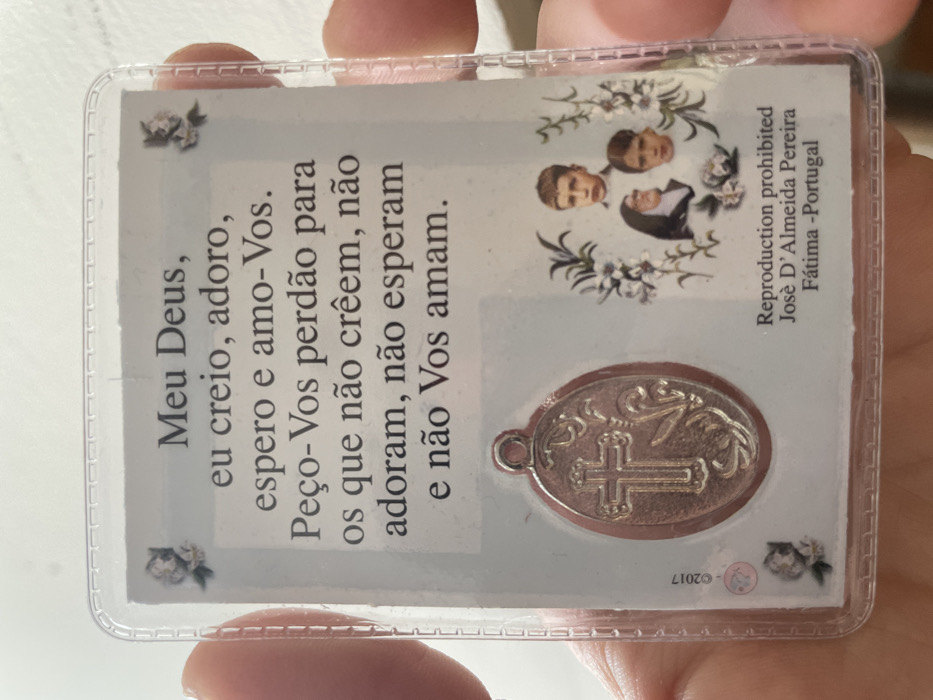 Meu Deus,
eu creio, adoro,
espero e amo-Vos.
Peço-Vos perdão para
os que não crêem, não
adoram, não esperam
e não Vos amam.
Reproduction prohibited
Josè D' Almeida Pereira
Fátima -Portugal
- ©2017